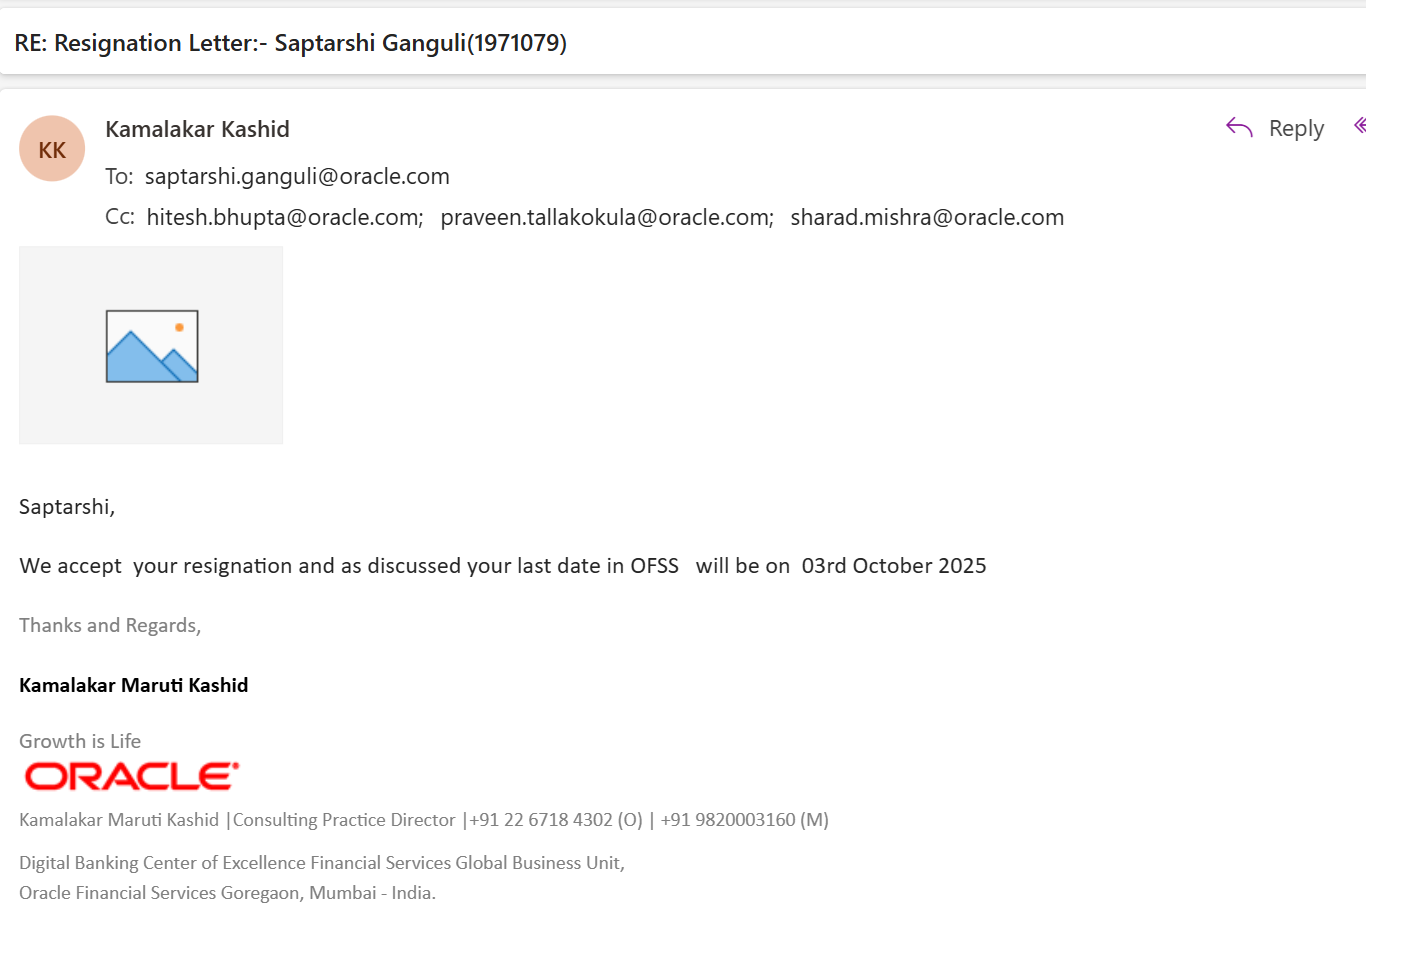 RE: Resignation Letter:- Saptarshi Ganguli(1971079)
KK
Kamalakar Kashid
Reply
To: saptarshi.ganguli@oracle.com
Cc: hitesh.bhupta@oracle.com; praveen.tallakokula@oracle.com; sharad.mishra@oracle.com
Saptarshi,
We accept your resignation and as discussed your last date in OFSS will be on 03rd October 2025
Thanks and Regards,
Kamalakar Maruti Kashid
Growth is Life
ORACLE
Kamalakar Maruti Kashid |Consulting Practice Director |+91 22 6718 4302 (O) | +91 9820003160 (M)
Digital Banking Center of Excellence Financial Services Global Business Unit,
Oracle Financial Services Goregaon, Mumbai - India.